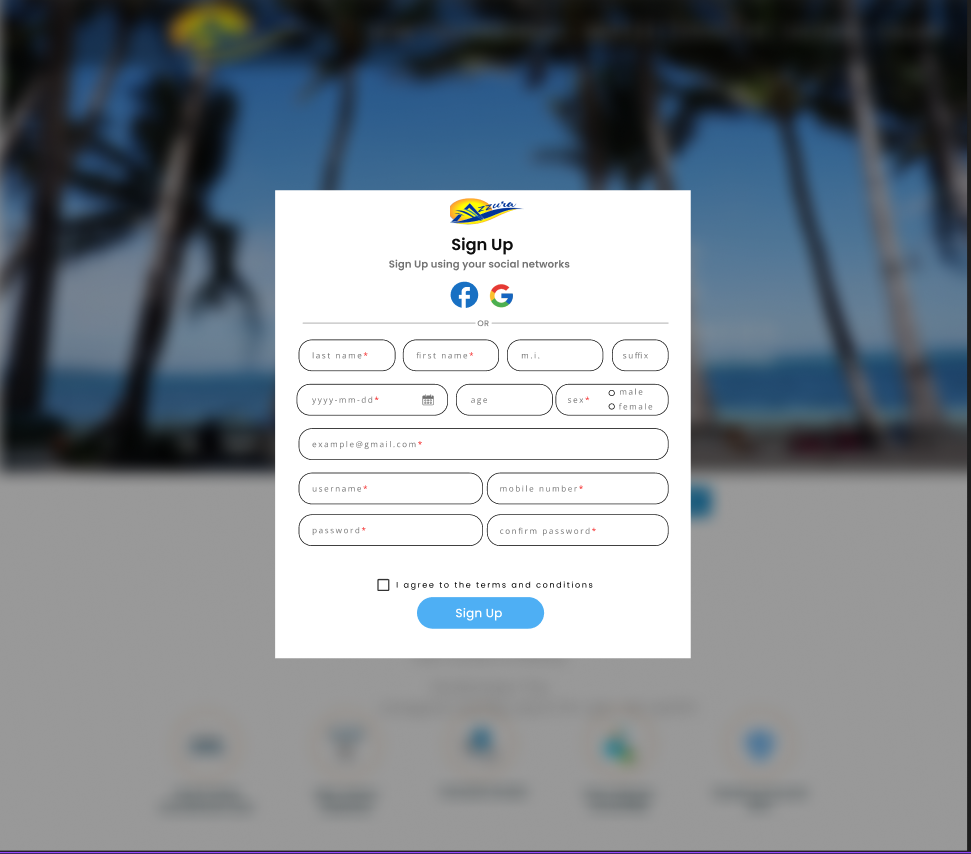 Azzura
Sign Up
Sign Up using your social networks
OR
last name* first name* m.i. suffix
yyyy-mm-dd* age sex* male
female
example@gmail.com*
username* mobile number*
password* confirm password*
I agree to the terms and conditions
Sign Up